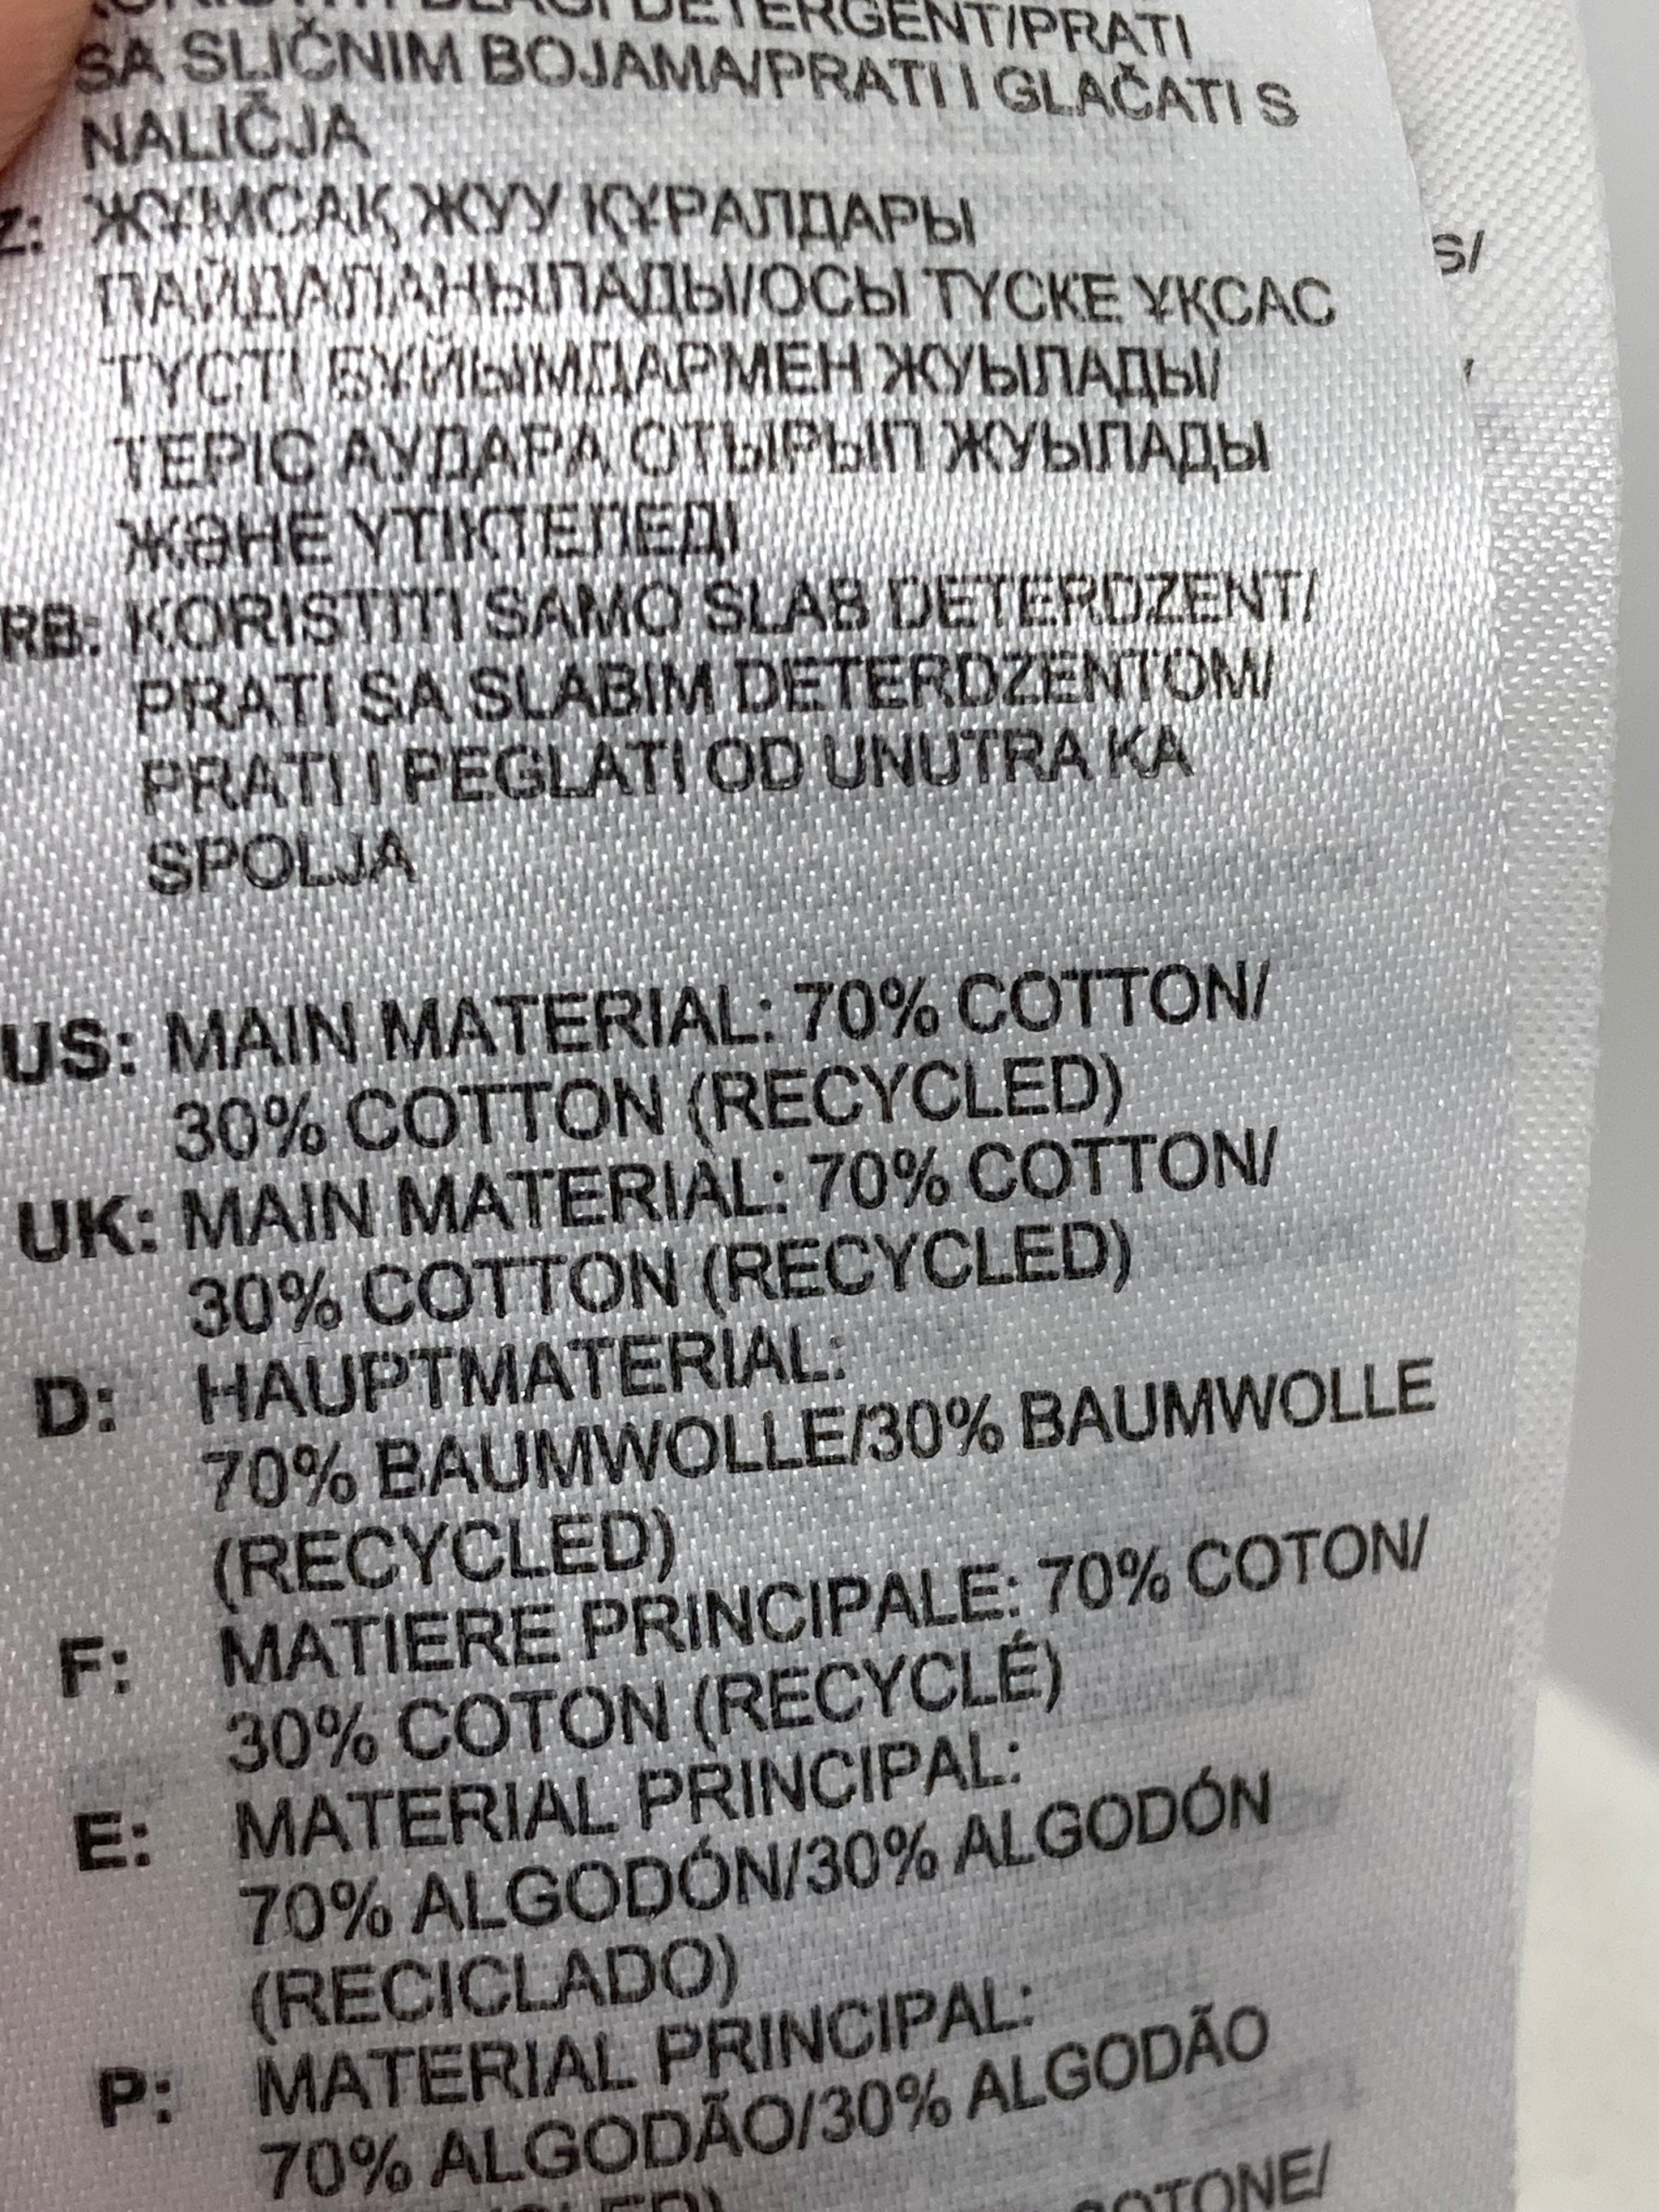 DETERGENT/PRATI
SA SLIČNIM BOJAMA/PRATI I GLAČATI S
NALIČJA
Z: ЖҰМСАҚ ЖУУ ҚҰРАЛДАРЫ
ПАЙДАЛАНЫЛАДЫ/ОСЫ ТҮСКЕ ҰҚСАС
ТҮСТІ БҰЙЫМДАРМЕН ЖУЫЛАДЫ/
ТЕРІС АУДАРА ОТЫРЫП ЖУЫЛАДЫ
ЖӘНЕ ҮТІКТЕЛЕДІ
RB: KORISTITI SAMO SLAB DETERDZENT/
PRATI SA SLABIM DETERDZENTOM/
PRATI I PEGLATI OD UNUTRA KA
SPOLJA
US: MAIN MATERIAL: 70% COTTON/
30% COTTON (RECYCLED)
UK: MAIN MATERIAL: 70% COTTON/
30% COTTON (RECYCLED)
D: HAUPTMATERIAL:
70% BAUMWOLLE/30% BAUMWOLLE
(RECYCLED)
F: MATIERE PRINCIPALE: 70% COTON/
30% COTON (RECYCLÉ)
E: MATERIAL PRINCIPAL:
70% ALGODÓN/30% ALGODÓN
(RECICLADO)
P: MATERIAL PRINCIPAL:
70% ALGODÃO/30% ALGODÃO
S/